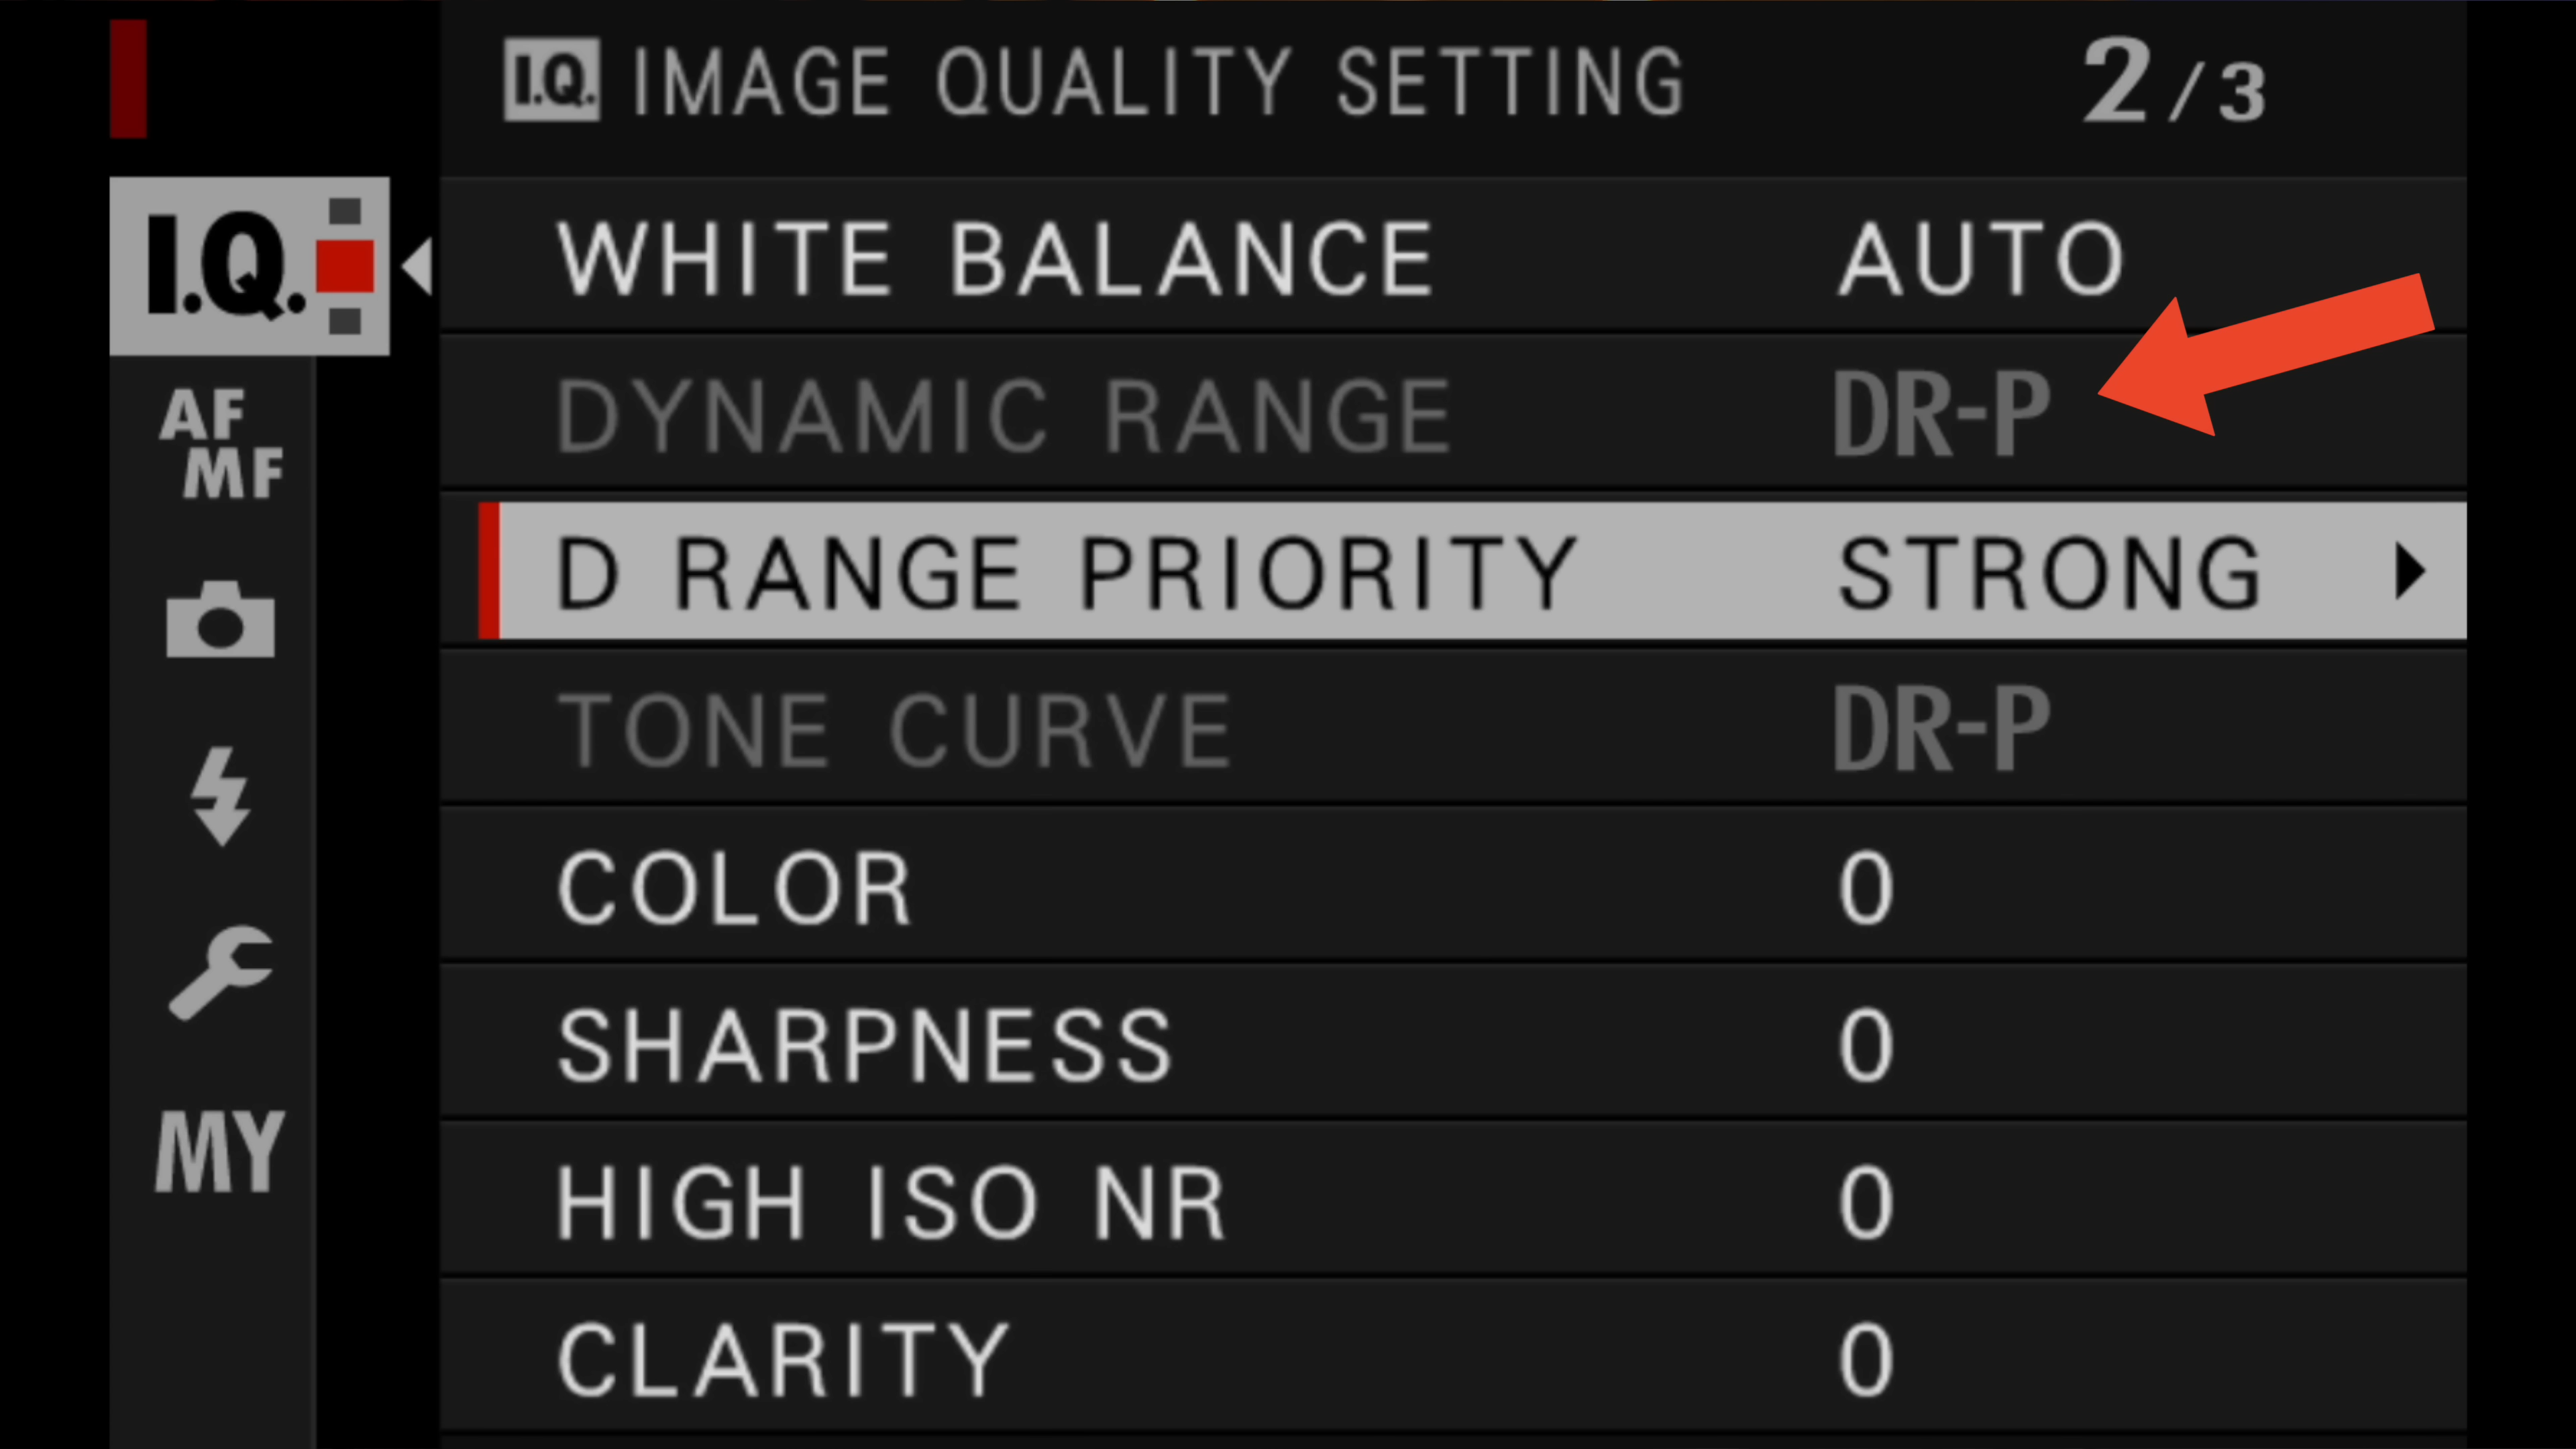 I.Q. IMAGE QUALITY SETTING 2/3
I.Q.
WHITE BALANCE AUTO
DYNAMIC RANGE DR-P
AF
MF
D RANGE PRIORITY STRONG
TONE CURVE DR-P
COLOR 0
SHARPNESS 0
MY
HIGH ISO NR 0
CLARITY 0